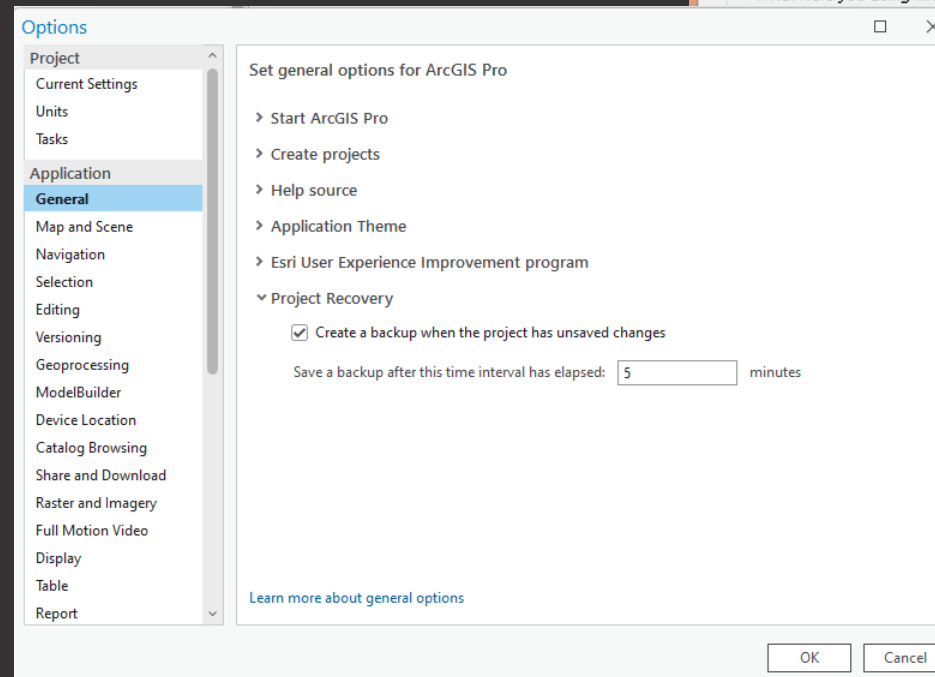 Options
Project
Current Settings
Units
Tasks
Application
General
Map and Scene
Navigation
Selection
Editing
Versioning
Geoprocessing
ModelBuilder
Device Location
Catalog Browsing
Share and Download
Raster and Imagery
Full Motion Video
Display
Table
Report
Set general options for ArcGIS Pro
Start ArcGIS Pro
Create projects
Help source
Application Theme
Esri User Experience Improvement program
Project Recovery
Create a backup when the project has unsaved changes
Save a backup after this time interval has elapsed: 5 minutes
Learn more about general options
OK Cancel